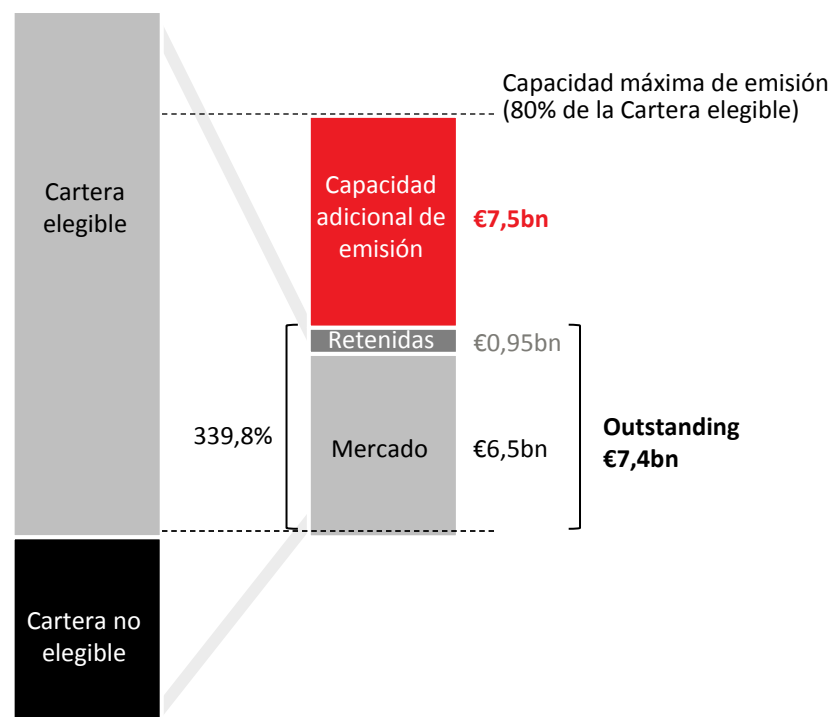 Capacidad máxima de emisión
(80% de la Cartera elegible)
Cartera
elegible
Capacidad
adicional de
emisión
€7,5bn
Retenidas
€0,95bn
339,8%
Mercado
€6,5bn
Outstanding
€7,4bn
Cartera no
elegible